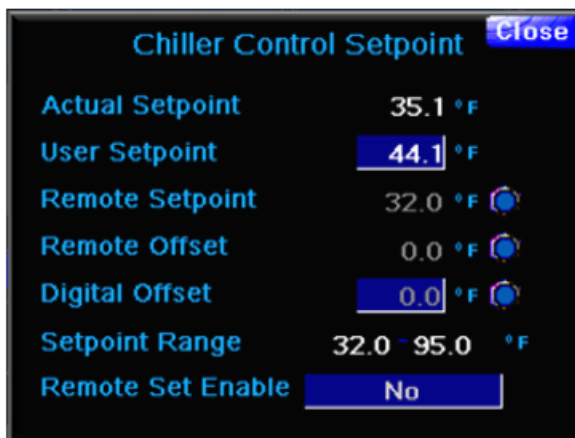 Chiller Control Setpoint Close
Actual Setpoint 35.1 °F
User Setpoint 44.1 °F
Remote Setpoint 32.0 °F
Remote Offset 0.0 °F
Digital Offset 0.0 °F
Setpoint Range 32.0 - 95.0 °F
Remote Set Enable No